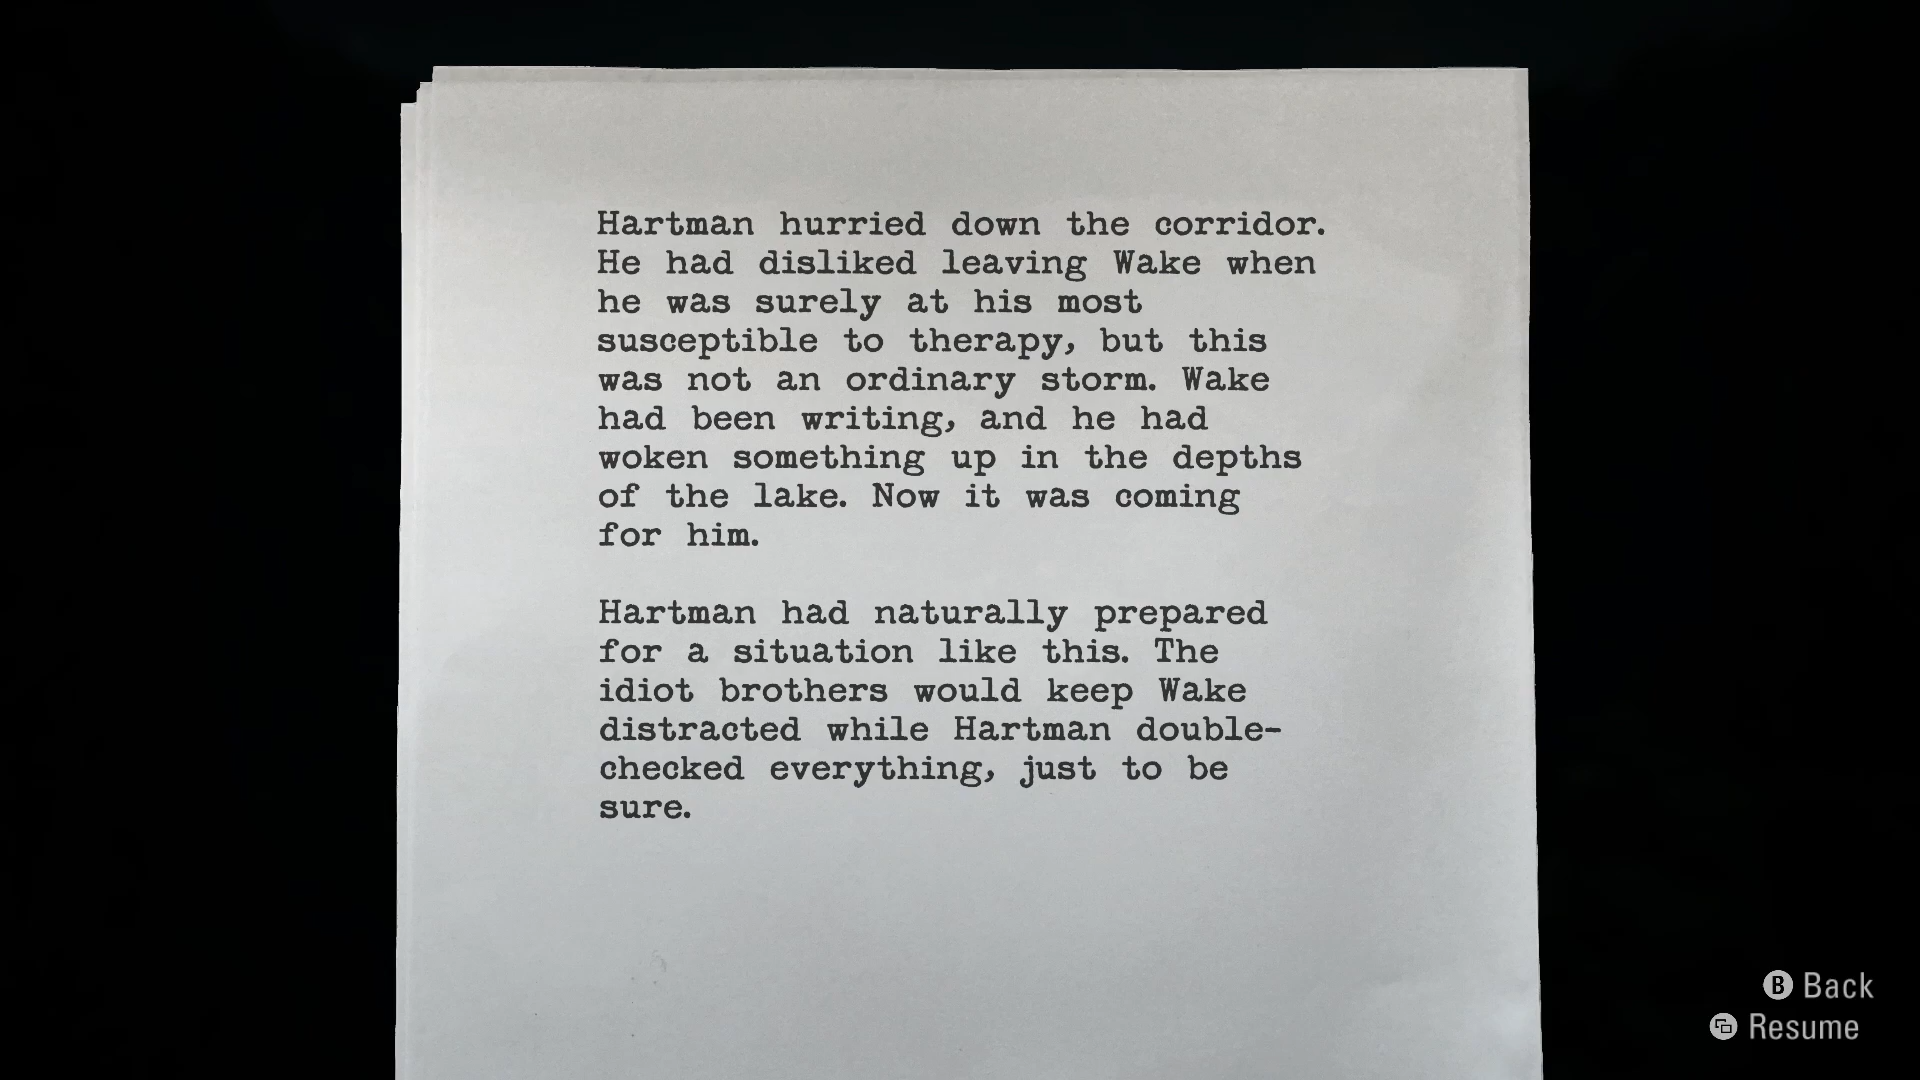 Hartman hurried down the corridor.
He had disliked leaving Wake when
he was surely at his most
susceptible to therapy, but this
was not an ordinary storm. Wake
had been writing, and he had
woken something up in the depths
of the lake. Now it was coming
for him.
Hartman had naturally prepared
for a situation like this. The
idiot brothers would keep Wake
distracted while Hartman double-
checked everything, just to be
sure.
B Back
Resume